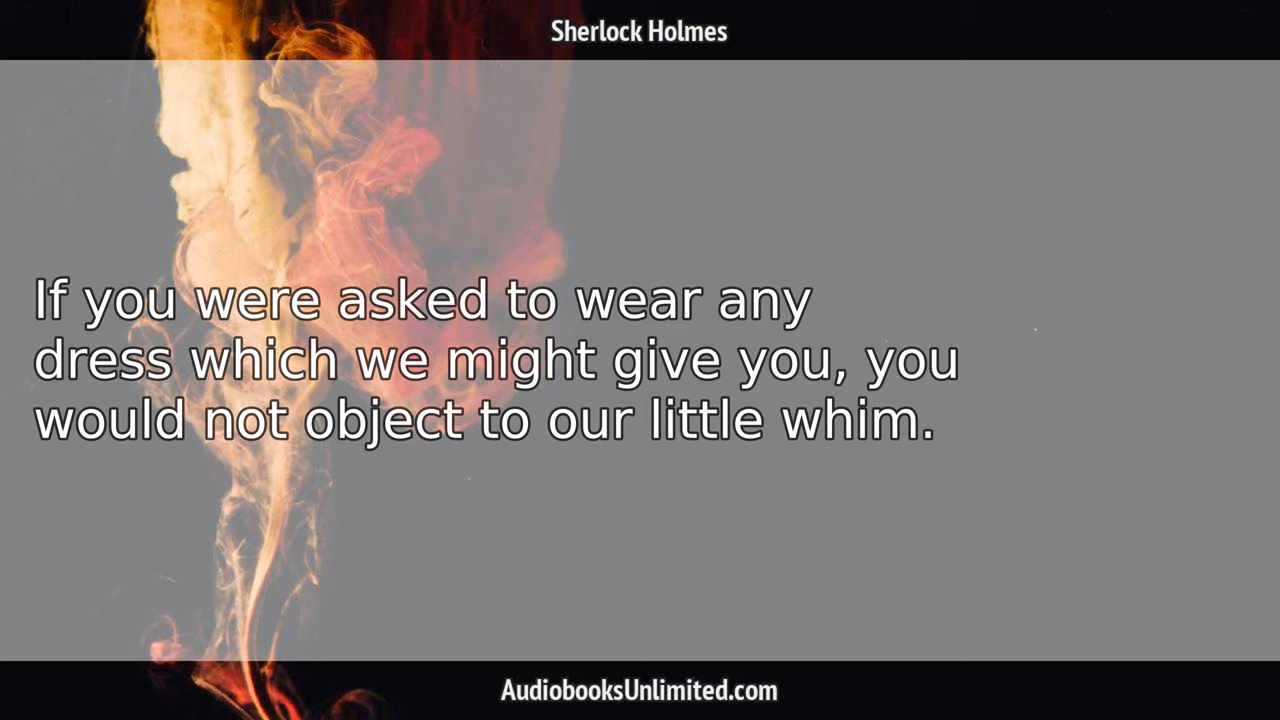 Sherlock Holmes
If you were asked to wear any
dress which we might give you, you
would not object to our little whim.
AudiobooksUnlimited.com